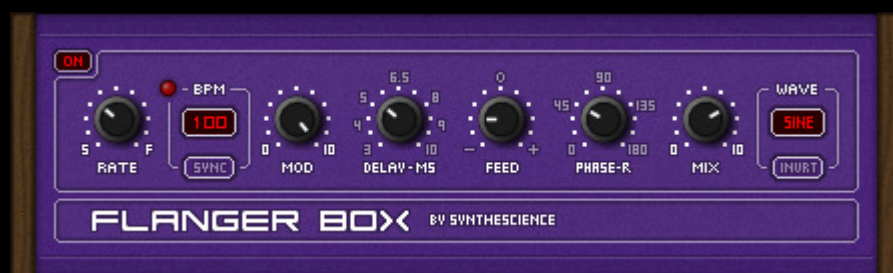 ON
BPM
100
SYNC
S F
RATE
0 10
MOD
3 4 5 6.5 8 9 10
DELAY-MS
- 0 +
FEED
0 45 90 135 180
PHASE-R
0 10
MIX
WAVE
SINE
INVRT
FLANGER BOX BY SYNTHESCIENCE